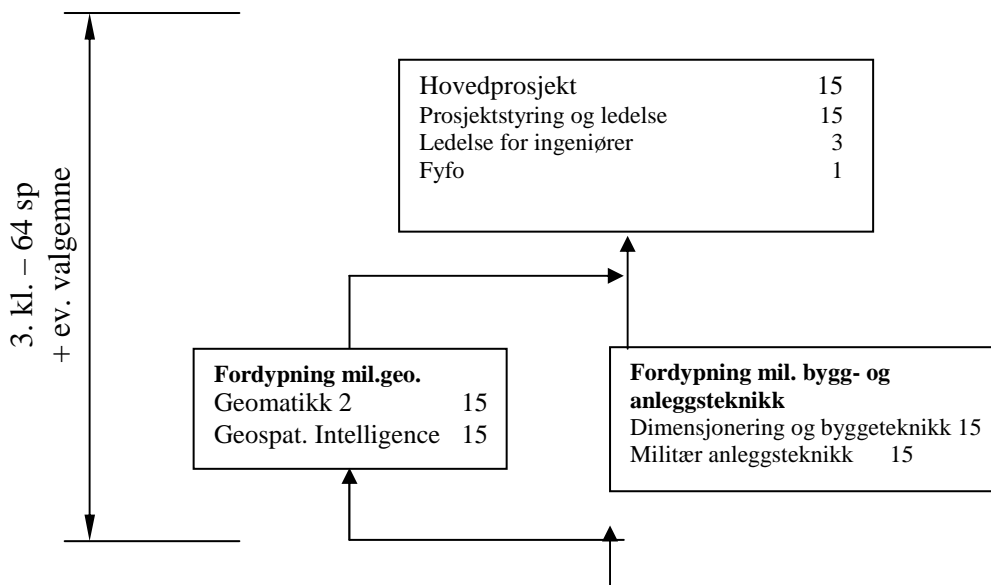 Hovedprosjekt 15
Prosjektstyring og ledelse 15
Ledelse for ingeniører 3
Fyfo 1
3. kl. – 64 sp
+ ev. valgemne
Fordypning mil.geo.
Geomatikk 2 15
Geospat. Intelligence 15
Fordypning mil. bygg- og
anleggsteknikk
Dimensjonering og byggeteknikk 15
Militær anleggsteknikk 15